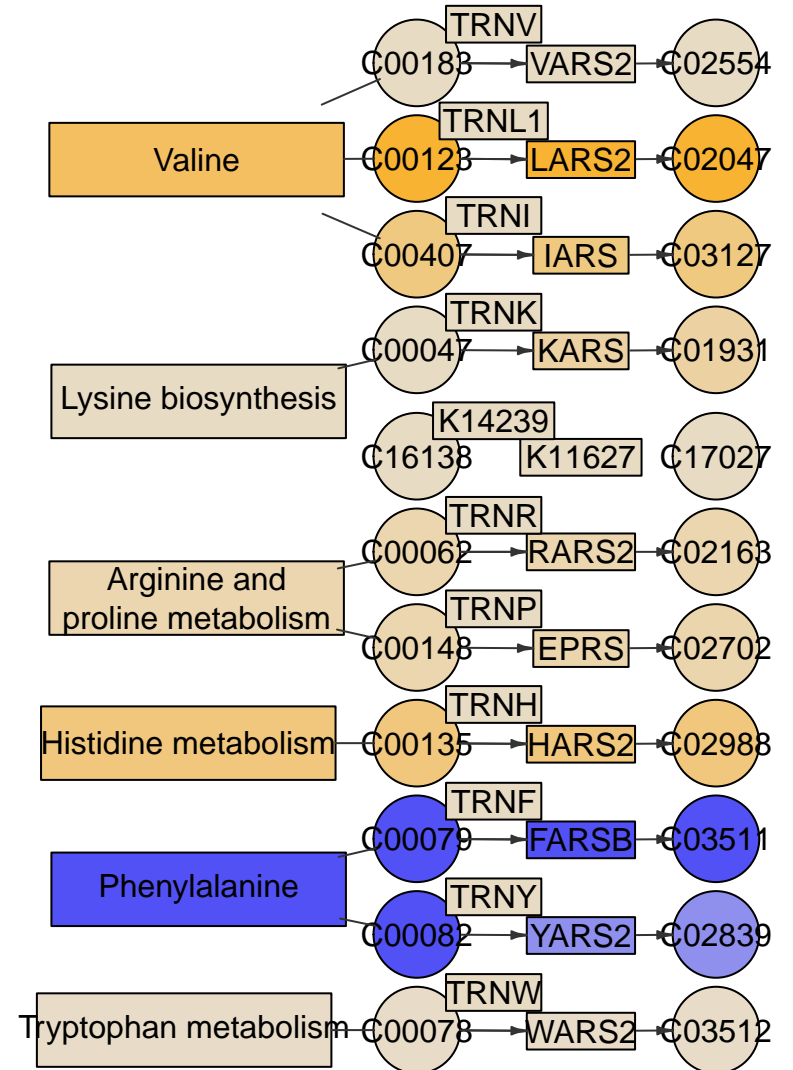 TRNV
C00183 VARS2 C02554
TRNL1
Valine C00123 LARS2 C02047
TRNI
C00407 IARS C03127
TRNK
C00047 KARS C01931
Lysine biosynthesis
K14239
C16138 K11627 C17027
TRNR
C00062 RARS2 C02163
Arginine and
proline metabolism
TRNP
C00148 EPRS C02702
TRNH
Histidine metabolism C00135 HARS2 C02988
TRNF
C00079 FARSB C03511
Phenylalanine
TRNY
C00082 YARS2 C02839
TRNW
Tryptophan metabolism C00078 WARS2 C03512